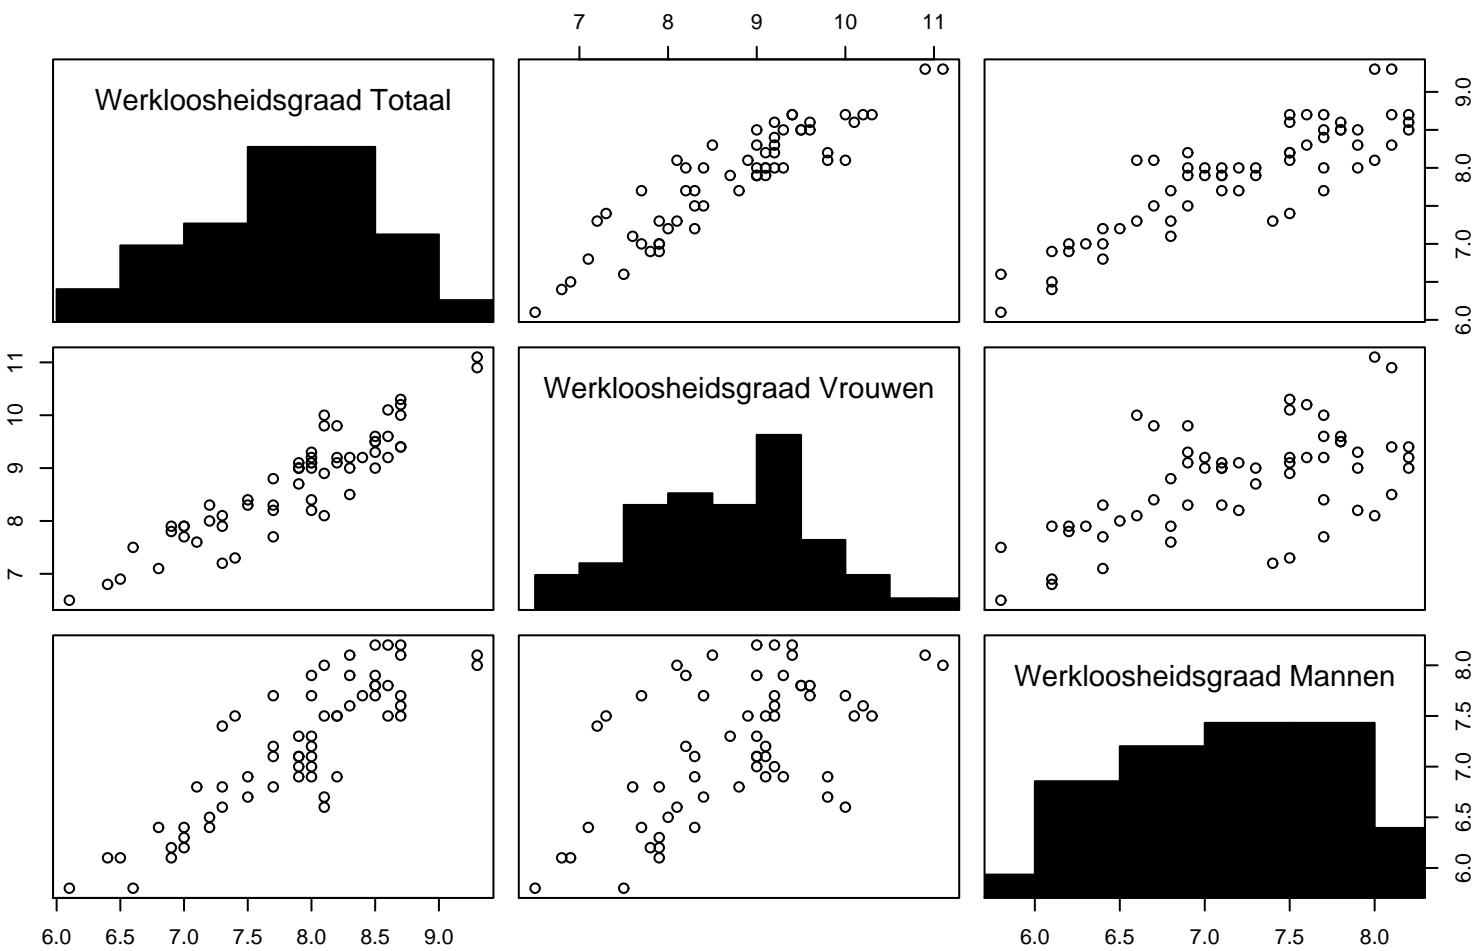 7 8 9 10 11
Werkloosheidsgraad Totaal
9.0
8.0
7.0
6.0
11
10
9
8
7
Werkloosheidsgraad Vrouwen
Werkloosheidsgraad Mannen
8.0
7.5
7.0
6.5
6.0
6.0 6.5 7.0 7.5 8.0 8.5 9.0
6.0 6.5 7.0 7.5 8.0